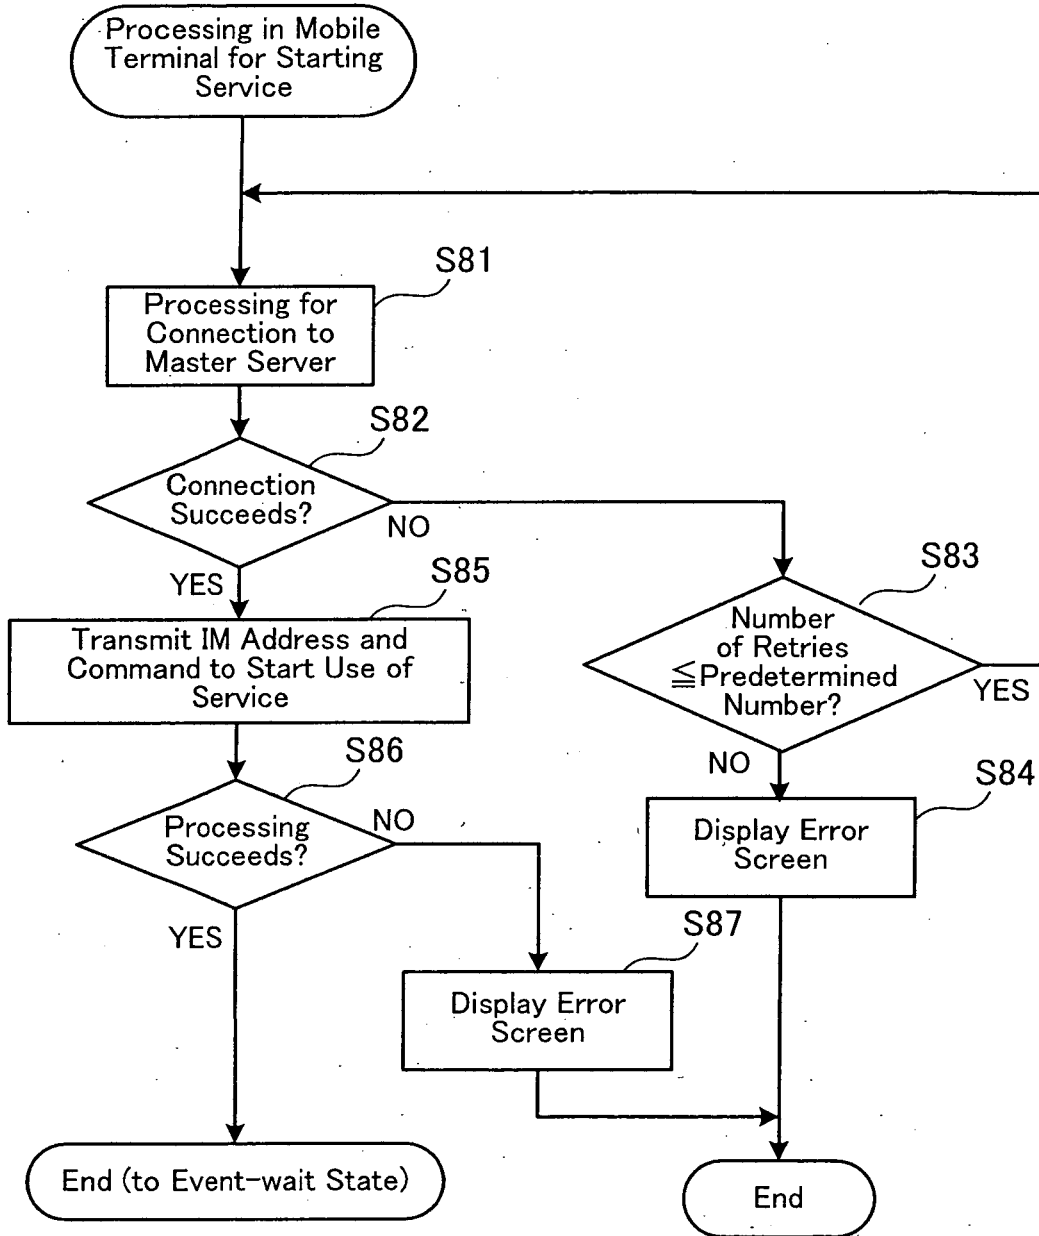 Processing in Mobile
Terminal for Starting
Service
S81
Processing for
Connection to
Master Server
S82
Connection
Succeeds?
NO
YES
S83
Number
of Retries
≦Predetermined
Number?
YES
NO
S84
Display Error
Screen
S85
Transmit IM Address and
Command to Start Use of
Service
S86
Processing
Succeeds?
NO
YES
S87
Display Error
Screen
End (to Event-wait State)
End